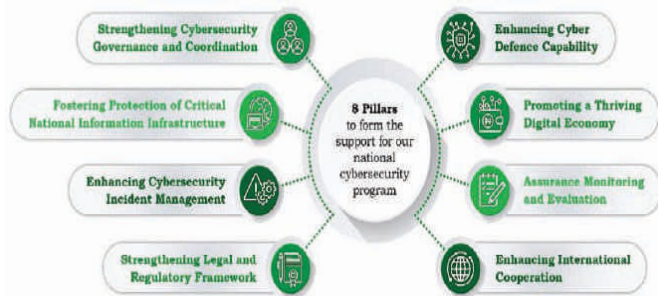 Strengthening Cybersecurity
Governance and Coordination
Fostering Protection of Critical
National Information Infrastructure
Enhancing Cybersecurity
Incident Management
Strengthening Legal and
Regulatory Framework
8 Pillars
to form the
support for our
national
cybersecurity
program
Enhancing Cyber
Defence Capability
Promoting a Thriving
Digital Economy
Assurance Monitoring
and Evaluation
Enhancing International
Cooperation